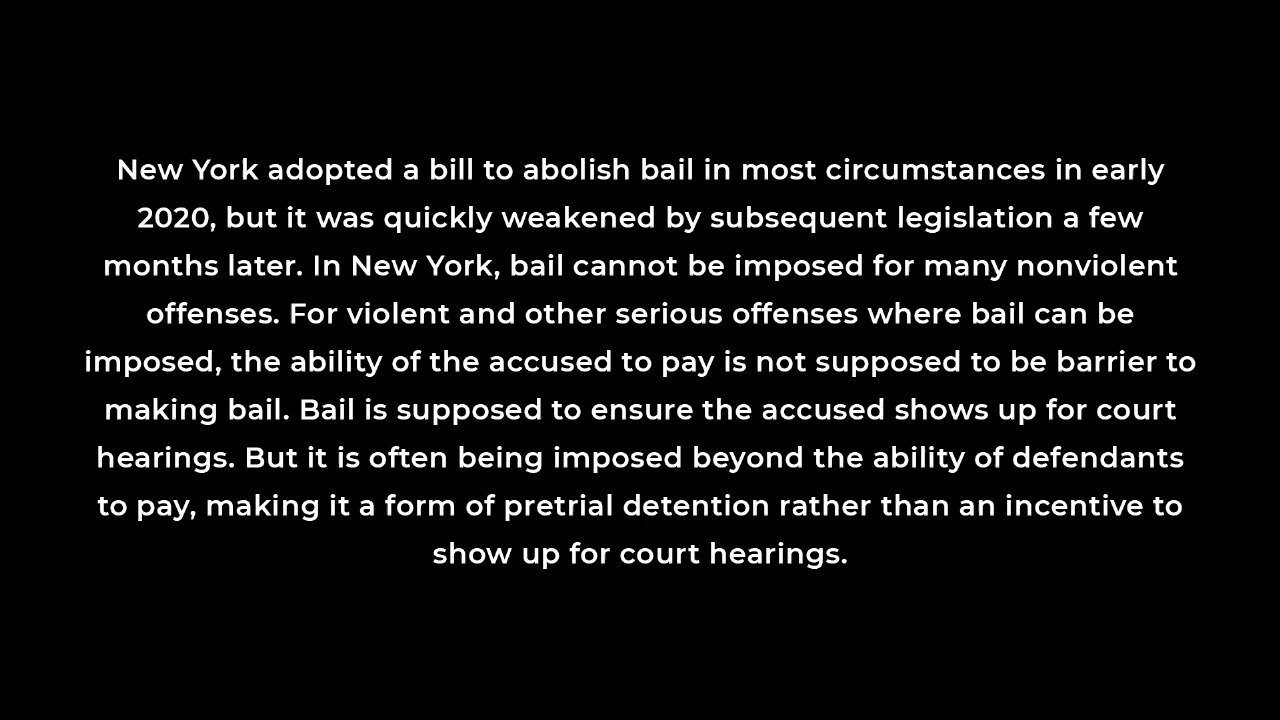 New York adopted a bill to abolish bail in most circumstances in early
2020, but it was quickly weakened by subsequent legislation a few
months later. In New York, bail cannot be imposed for many nonviolent
offenses. For violent and other serious offenses where bail can be
imposed, the ability of the accused to pay is not supposed to be barrier to
making bail. Bail is supposed to ensure the accused shows up for court
hearings. But it is often being imposed beyond the ability of defendants
to pay, making it a form of pretrial detention rather than an incentive to
show up for court hearings.